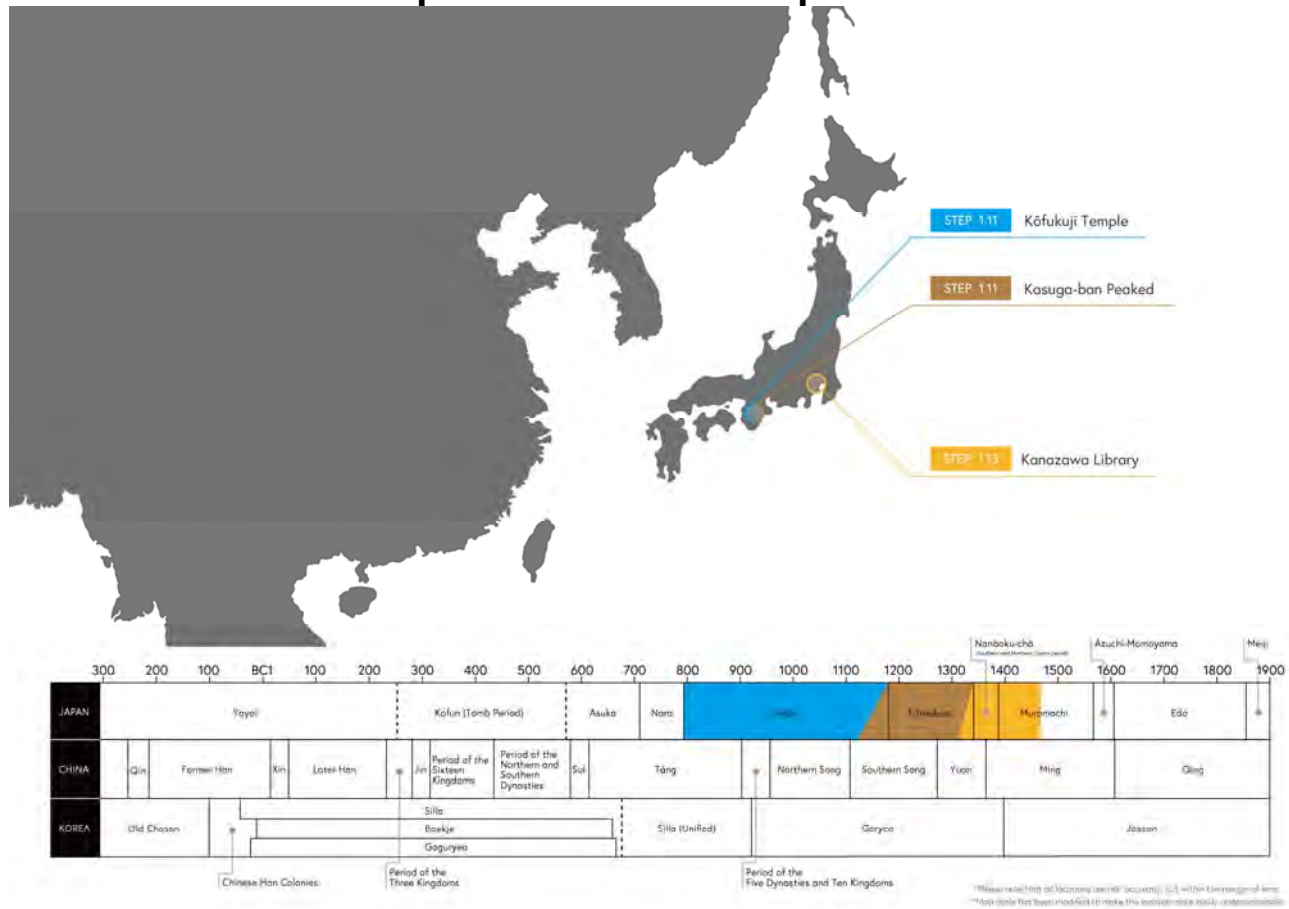 STEP 1.11 Kōfukuji Temple
STEP 1.11 Kasuga-ban Peaked
STEP 1.13 Kanazawa Library
Nanboku-chō
Azuchi-Momoyama
Meiji
300 200 100 BC1 100 200 300 400 500 600 700 800 900 1000 1100 1200 1300 1400 1500 1600 1700 1800 1900
JAPAN Yayoi Kofun (Tomb Period) Asuka Nara Heian Kamakura Muromachi Edo
CHINA Qin Former Han Xin Later Han Jin Period of the Sixteen Kingdoms Period of the Northern and Southern Dynasties Sui Táng Northern Song Southern Song Yuan Ming Qing
KOREA Old Choson Silla Baekje Goguryeo Silla (Unified) Goryeo Joseon
Chinese Han Colonies
Period of the
Three Kingdoms
Period of the
Five Dynasties and Ten Kingdoms